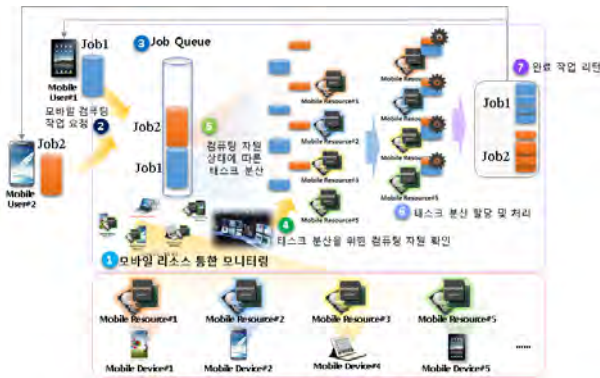 Job1
Mobile
User#1
모바일 컴퓨팅
작업 요청
2
Job2
Mobile
User#2
3 Job Queue
Job2
Job1
5
컴퓨팅 자원
상태에 따른
태스크 분산
Mobile Resource#1
Mobile Resource#2
Mobile Resource#3
Mobile Resource#5
4
태스크 분산을 위한 컴퓨팅 자원 확인
Mobile Resource#5
6 태스크 분산 할당 및 처리
7 완료 작업 리턴
Job1
Job2
1 모바일 리소스 통한 모니터링
Mobile Resource#1
Mobile Resource#2
Mobile Resource#3
Mobile Resource#5
Mobile Device#1
Mobile Device#2
Mobile Device#4
Mobile Device#5
......